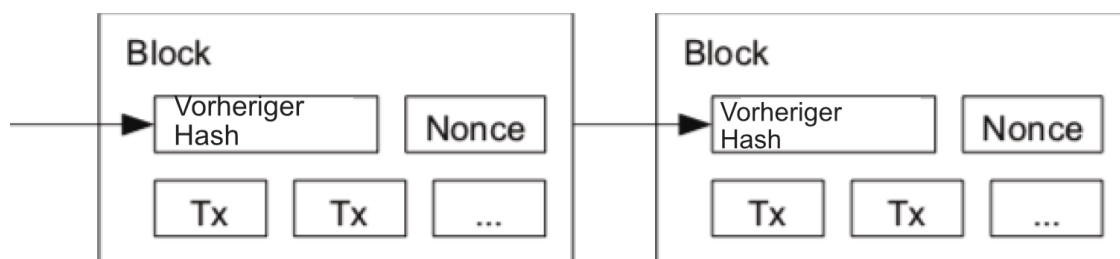 Block
Vorheriger
Hash
Nonce
Tx
Tx
...
Block
Vorheriger
Hash
Nonce
Tx
Tx
...